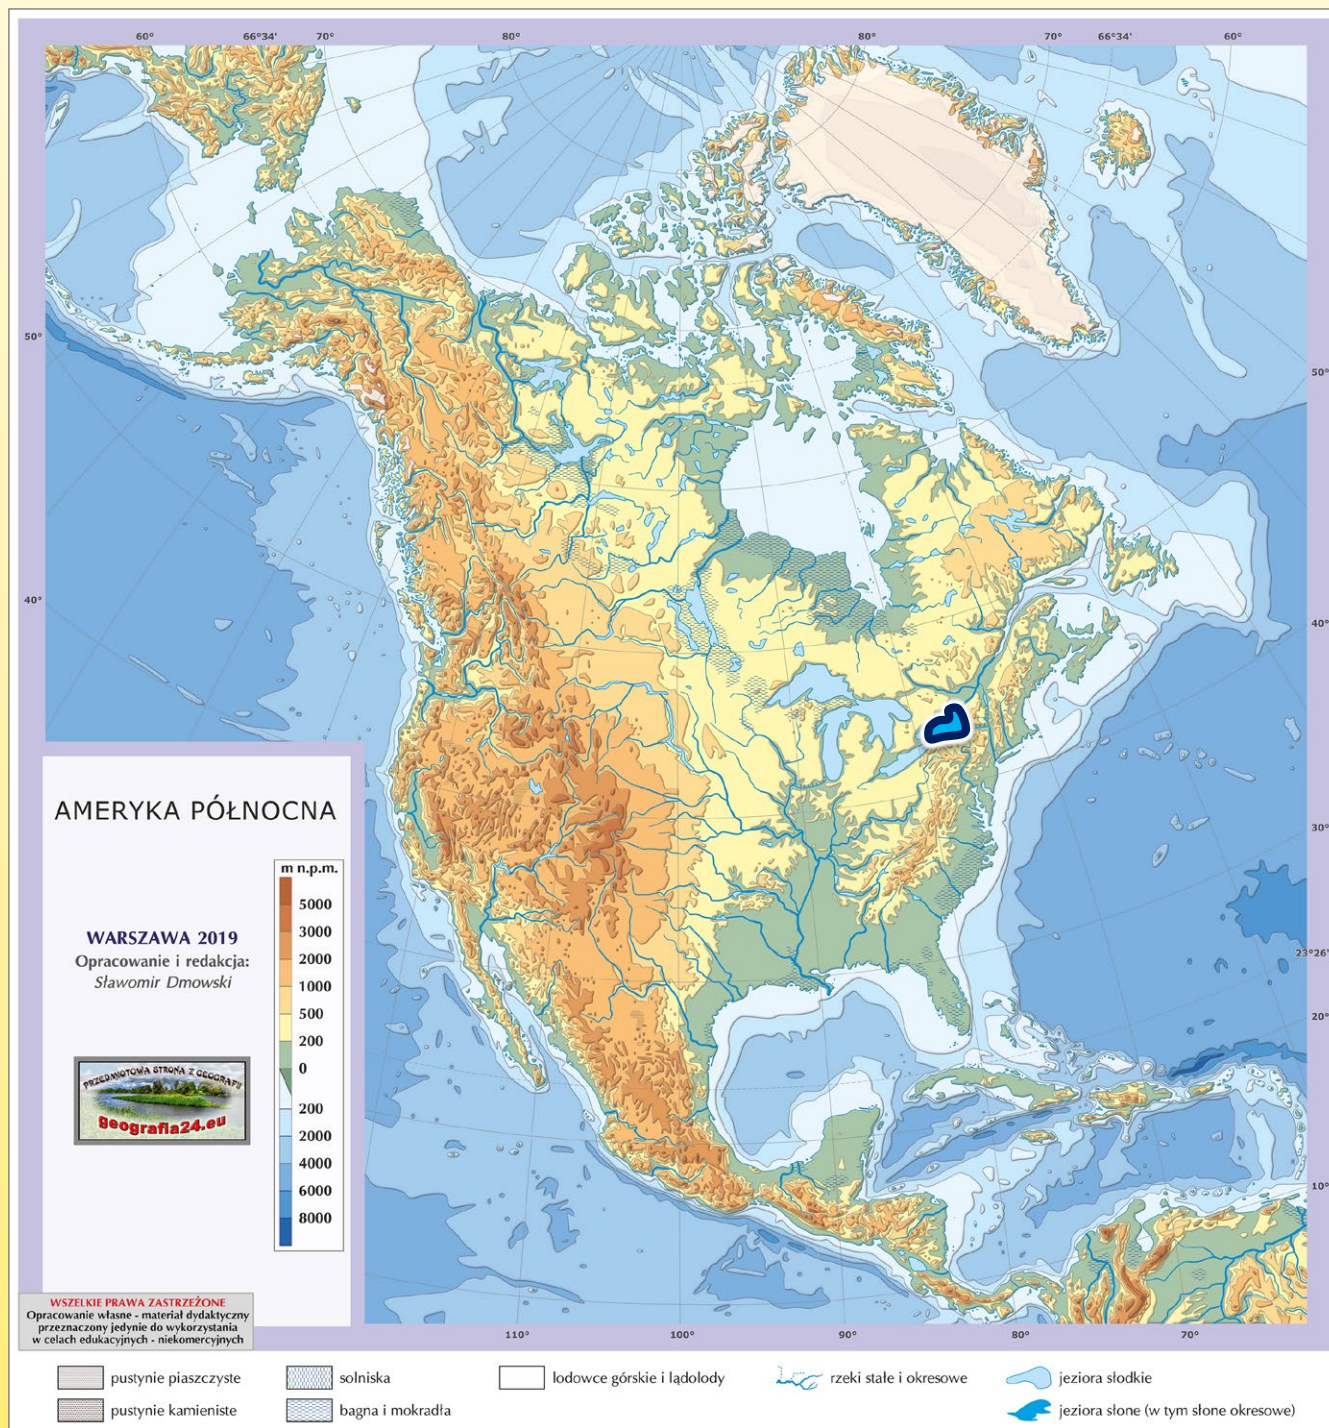 60° 66°34' 70° 80° 80° 70° 66°34' 60°
50°
50°
40°
40°
30°
23°26'
20°
10°
AMERYKA PÓŁNOCNA
WARSZAWA 2019
Opracowanie i redakcja:
Sławomir Dmowski
m n.p.m.
5000
3000
2000
1000
500
200
0
200
2000
4000
6000
8000
PRZEDMIOTOWA STRONA Z GEOGRAFII
geografia24.eu
WSZELKIE PRAWA ZASTRZEŻONE
Opracowanie własne - materiał dydaktyczny
przeznaczony jedynie do wykorzystania
w celach edukacyjnych - niekomercyjnych
110° 100° 90° 80° 70°
pustynie piaszczyste
solniska
lodowce górskie i lądolody
rzeki stałe i okresowe
jeziora słodkie
pustynie kamieniste
bagna i mokradła
jeziora słone (w tym słone okresowe)